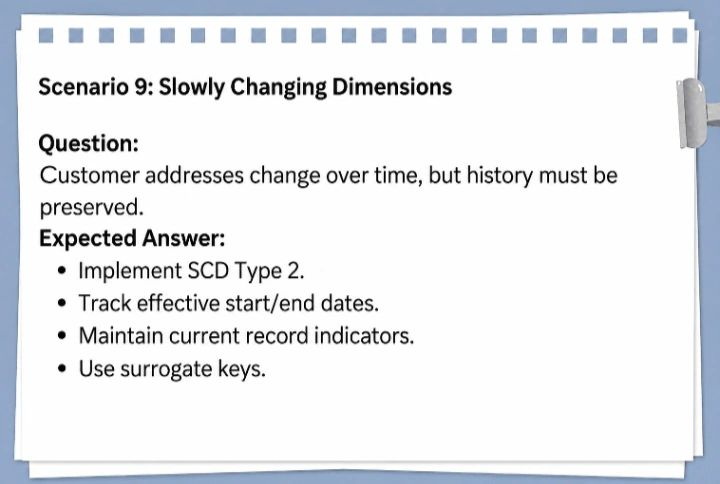 Scenario 9: Slowly Changing Dimensions
Question:
Customer addresses change over time, but history must be
preserved.
Expected Answer:
• Implement SCD Type 2.
• Track effective start/end dates.
• Maintain current record indicators.
• Use surrogate keys.